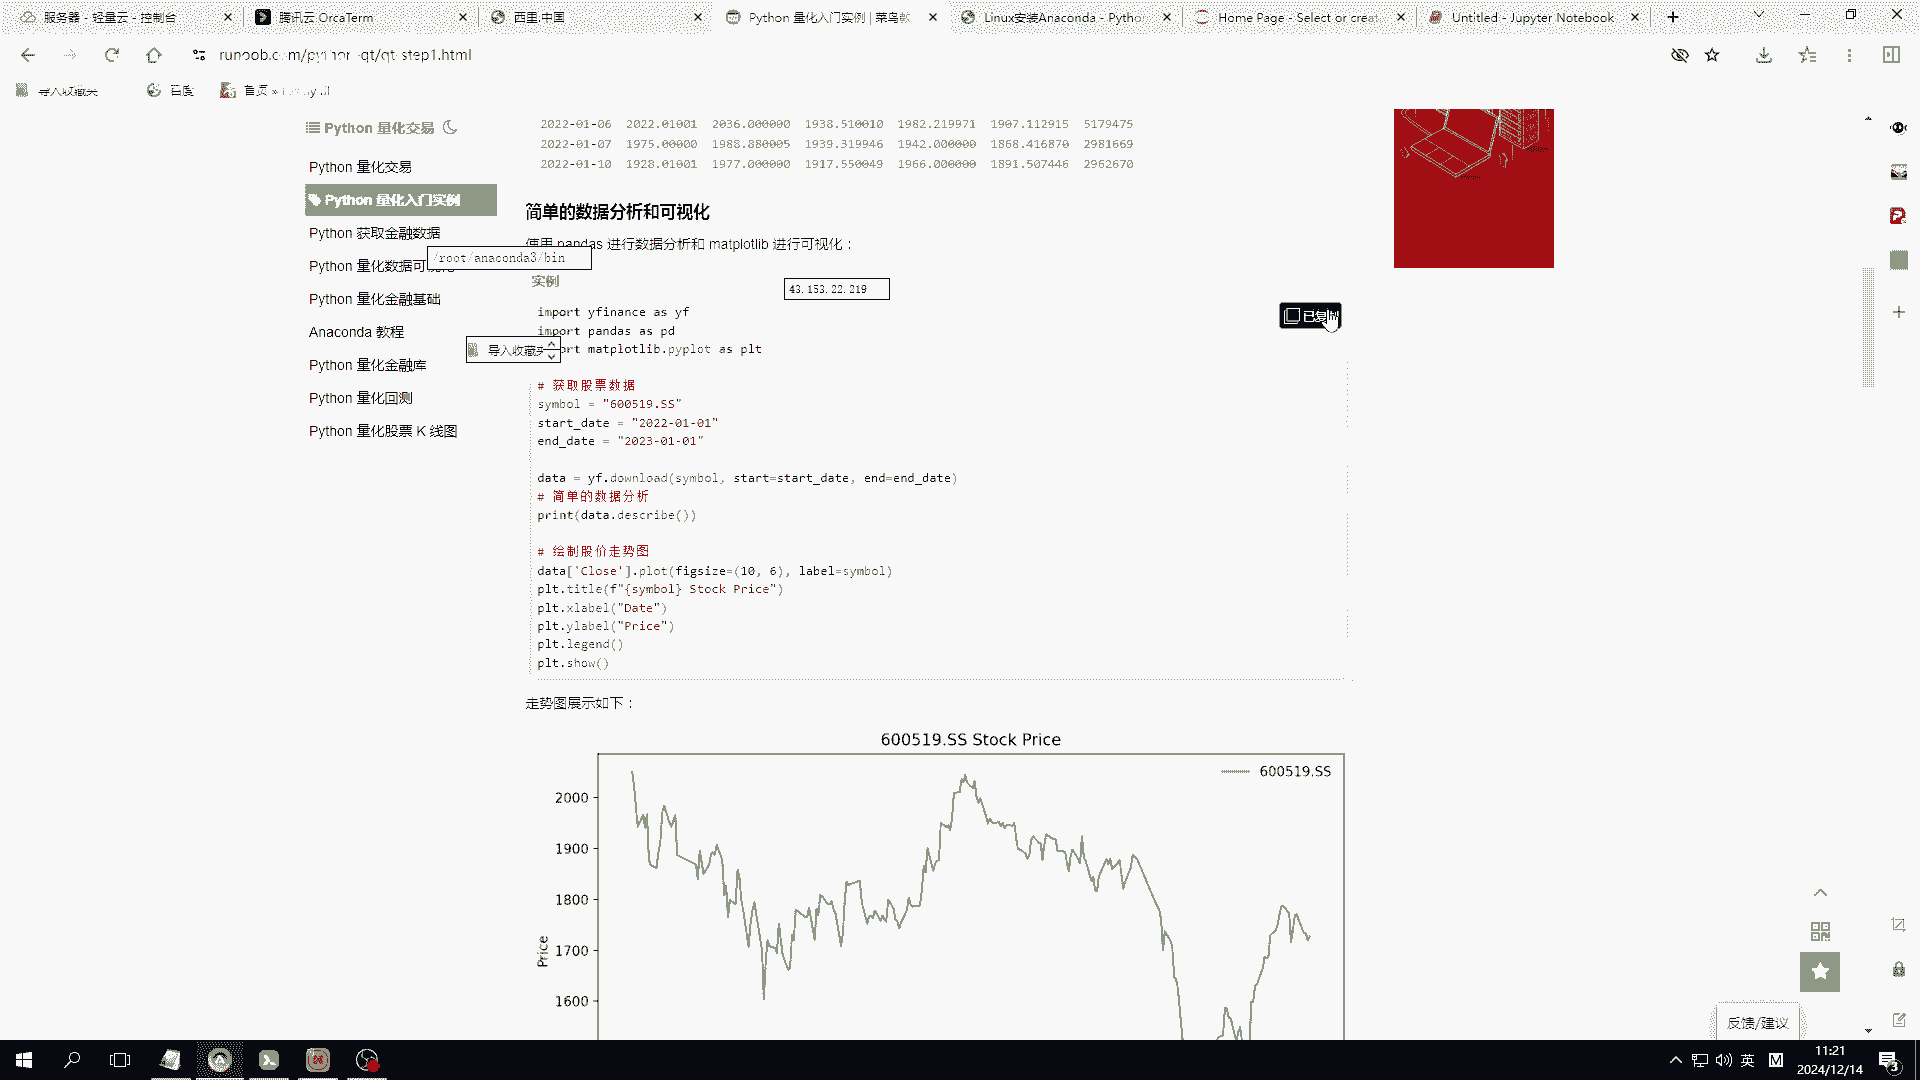 服务器 - 轻量云 - 控制台
腾讯云 OrcaTerm
西里:中国
Python 量化入门实例 | 菜鸟教
Linux安装Anaconda - Pythor
Home Page - Select or creat
Untitled - Jupyter Notebook
导入收藏夹
百度
首页 »
Python 量化交易
Python 量化交易
Python 量化入门实例
Python 获取金融数据
Python 量化数据可视化
Python 量化金融基础
Anaconda 教程
Python 量化金融库
Python 量化回测
Python 量化股票 K 线图
/root/anaconda3/bin
43.153.22.219
导入收藏夹
2022-01-06 2022.01001 2036.000000 1938.510010 1982.219971 1907.112915 5179475
2022-01-07 1975.00000 1988.880005 1939.319946 1942.000000 1868.416870 2981669
2022-01-10 1928.01001 1977.000000 1917.550049 1966.000000 1891.507446 2962670
简单的数据分析和可视化
使用 pandas 进行数据分析和 matplotlib 进行可视化：
实例
已复制
import yfinance as yf
import pandas as pd
import matplotlib.pyplot as plt
# 获取股票数据
symbol = "600519.SS"
start_date = "2022-01-01"
end_date = "2023-01-01"
data = yf.download(symbol, start=start_date, end=end_date)
# 简单的数据分析
print(data.describe())
# 绘制股价走势图
data['Close'].plot(figsize=(10, 6), label=symbol)
plt.title(f"{symbol} Stock Price")
plt.xlabel("Date")
plt.ylabel("Price")
plt.legend()
plt.show()
走势图展示如下：
600519.SS Stock Price
600519.SS
2000
1900
1800
1700
1600
Price
反馈/建议
英
11:21
2024/12/14
3